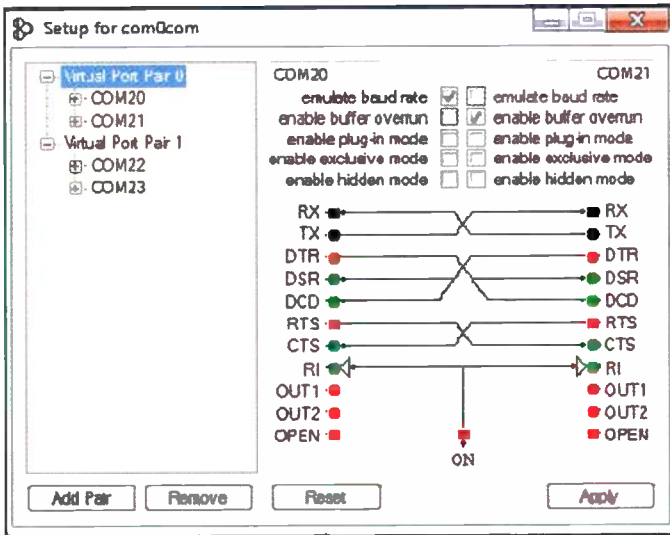 Setup for com0com
Virtual Port Pair 0
COM20
COM21
Virtual Port Pair 1
COM22
COM23
COM20 COM21
emulate baud rate emulate baud rate
enable buffer overrun enable buffer overrun
enable plug-in mode enable plug-in mode
enable exclusive mode enable exclusive mode
enable hidden mode enable hidden mode
RX RX
TX TX
DTR DTR
DSR DSR
DCD DCD
RTS RTS
CTS CTS
RI RI
OUT1 OUT1
OUT2 OUT2
OPEN OPEN
ON
Add Pair Remove Reset Apply